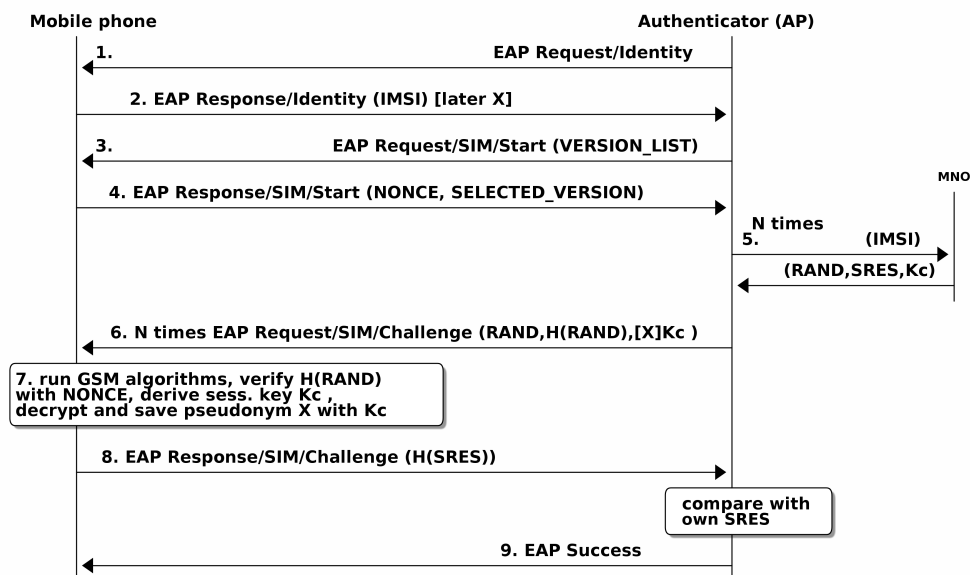 Mobile phone Authenticator (AP)
1. EAP Request/Identity
2. EAP Response/Identity (IMSI) [later X]
3. EAP Request/SIM/Start (VERSION_LIST)
4. EAP Response/SIM/Start (NONCE, SELECTED_VERSION)
MNO
N times
5. (IMSI)
(RAND,SRES,Kc)
6. N times EAP Request/SIM/Challenge (RAND,H(RAND),[X]Kc )
7. run GSM algorithms, verify H(RAND)
with NONCE, derive sess. key Kc ,
decrypt and save pseudonym X with Kc
8. EAP Response/SIM/Challenge (H(SRES))
compare with
own SRES
9. EAP Success